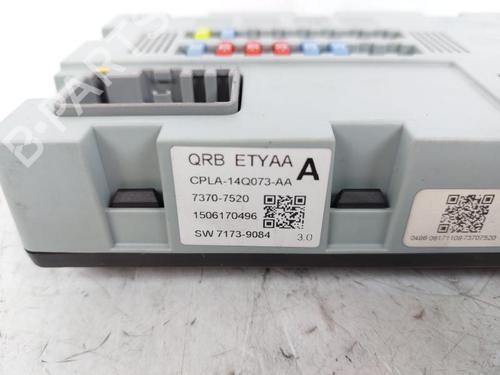 QRB ETYAA A
CPLA-14Q073-AA
7370-7520
1506170496
SW 7173-9084 3.0
B-PARTS